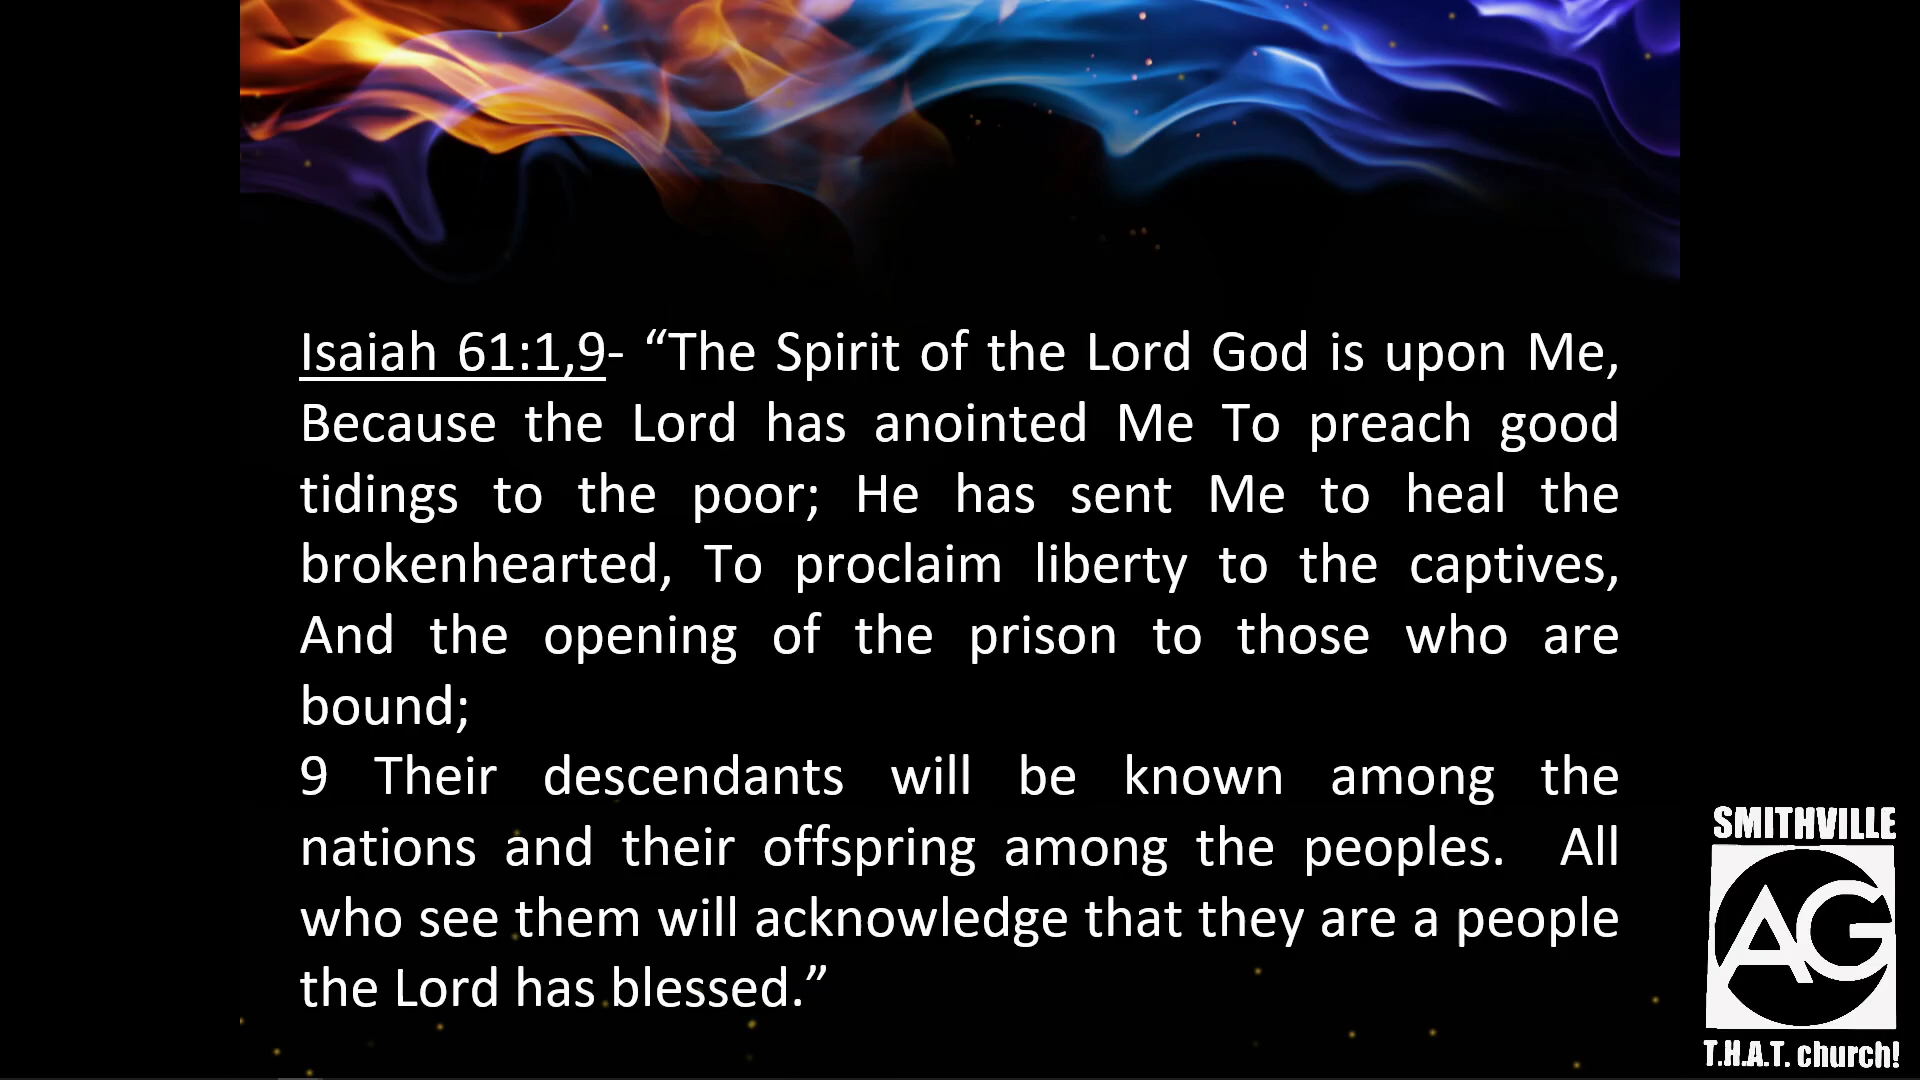 Isaiah 61:1,9- “The Spirit of the Lord God is upon Me,
Because the Lord has anointed Me To preach good
tidings to the poor; He has sent Me to heal the
brokenhearted, To proclaim liberty to the captives,
And the opening of the prison to those who are
bound;
9 Their descendants will be known among the
nations and their offspring among the peoples.  All
who see them will acknowledge that they are a people
the Lord has blessed.”
SMITHVILLE
AG
T.H.A.T. church!